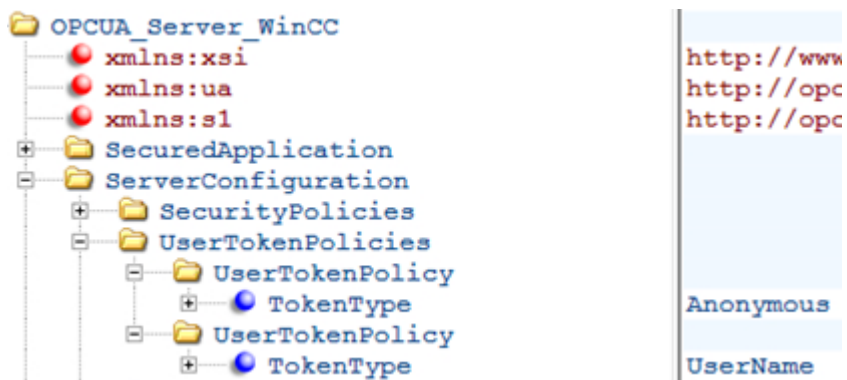 OPCUA_Server_WinCC
xmlns:xsi http://www
xmlns:ua http://opc
xmlns:s1 http://opc
SecuredApplication
ServerConfiguration
SecurityPolicies
UserTokenPolicies
UserTokenPolicy
TokenType Anonymous
UserTokenPolicy
TokenType UserName